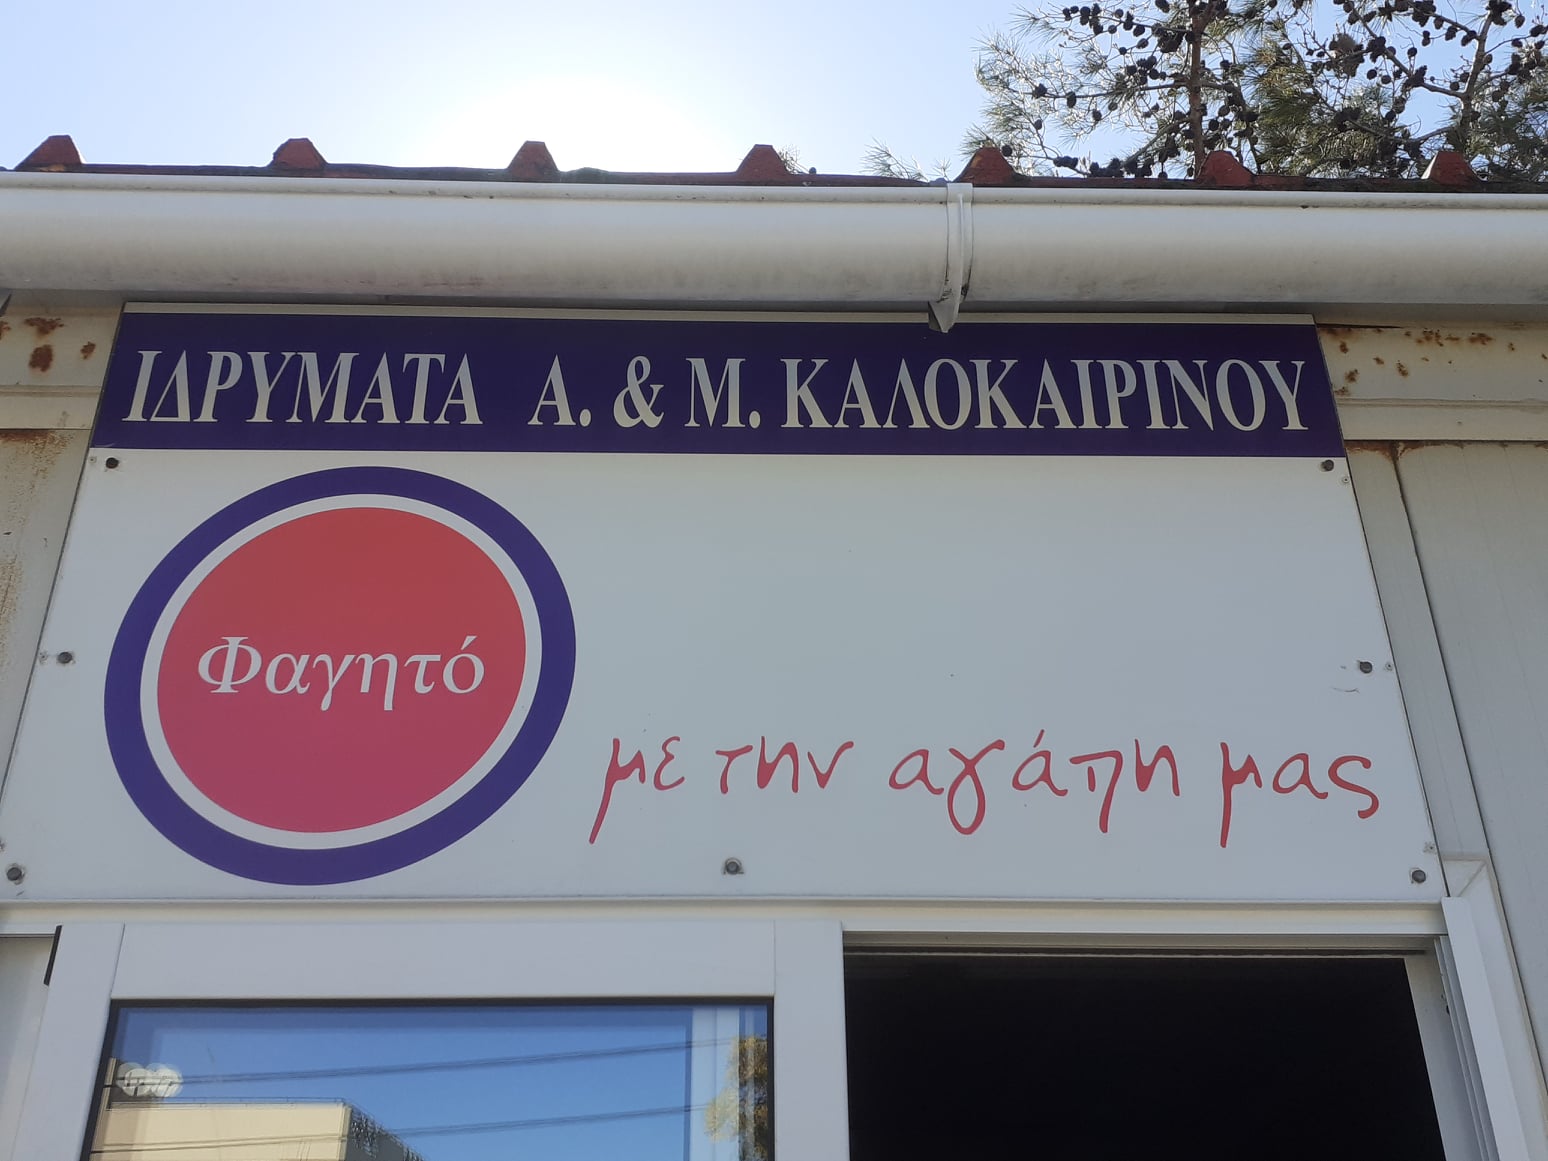 ΙΔΡΥΜΑΤΑ Α. & Μ. ΚΑΛΟΚΑΙΡΙΝΟΥ
Φαγητό
με την αγάπη μας